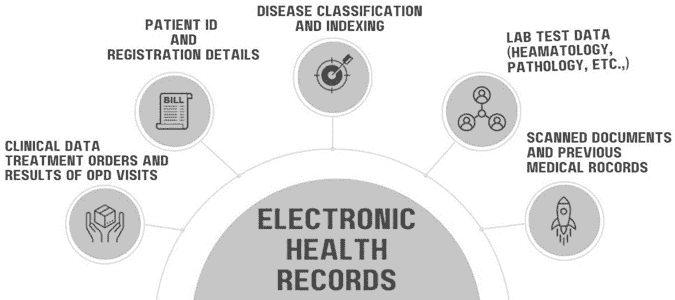 DISEASE CLASSIFICATION
AND INDEXING
PATIENT ID
AND
REGISTRATION DETAILS
LAB TEST DATA
(HEAMATOLOGY,
PATHOLOGY, ETC.,)
BILL
CLINICAL DATA
TREATMENT ORDERS AND
RESULTS OF OPD VISITS
SCANNED DOCUMENTS
AND PREVIOUS
MEDICAL ROCORDS
ELECTRONIC
HEALTH
RECORDS